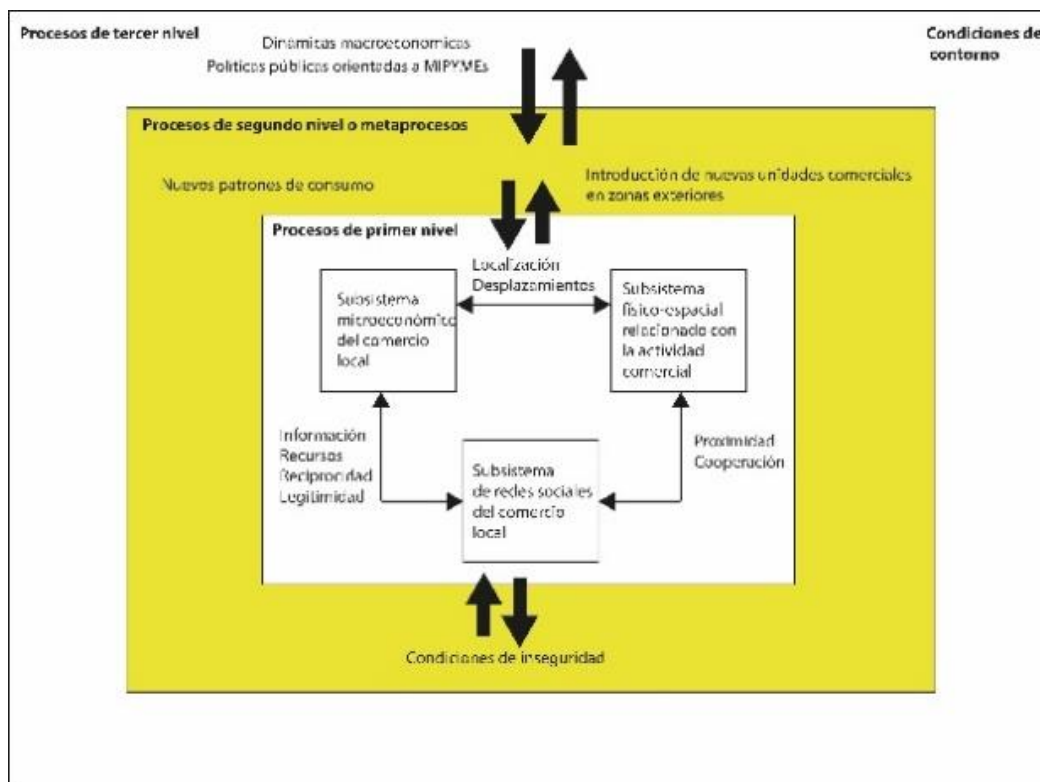 Procesos de tercer nivel
Condiciones de
contorno
Dinámicas macroeconomicas
Políticas públicas orientadas a MIPYMEs
Procesos de segundo nivel o metaprocesos
Nuevos patrones de consumo
Introducción de nuevas unidades comerciales
en zonas exteriores
Procesos de primer nivel
Localización
Desplazamientos
Subsistema
microeconómico
del comercio
local
Subsistema
físico-espacial
relacionado con
la actividad
comercial
Información
Recursos
Reciprocidad
Legitimidad
Proximidad
Cooperación
Subsistema
de redes sociales
del comercio
local
Condiciones de inseguridad